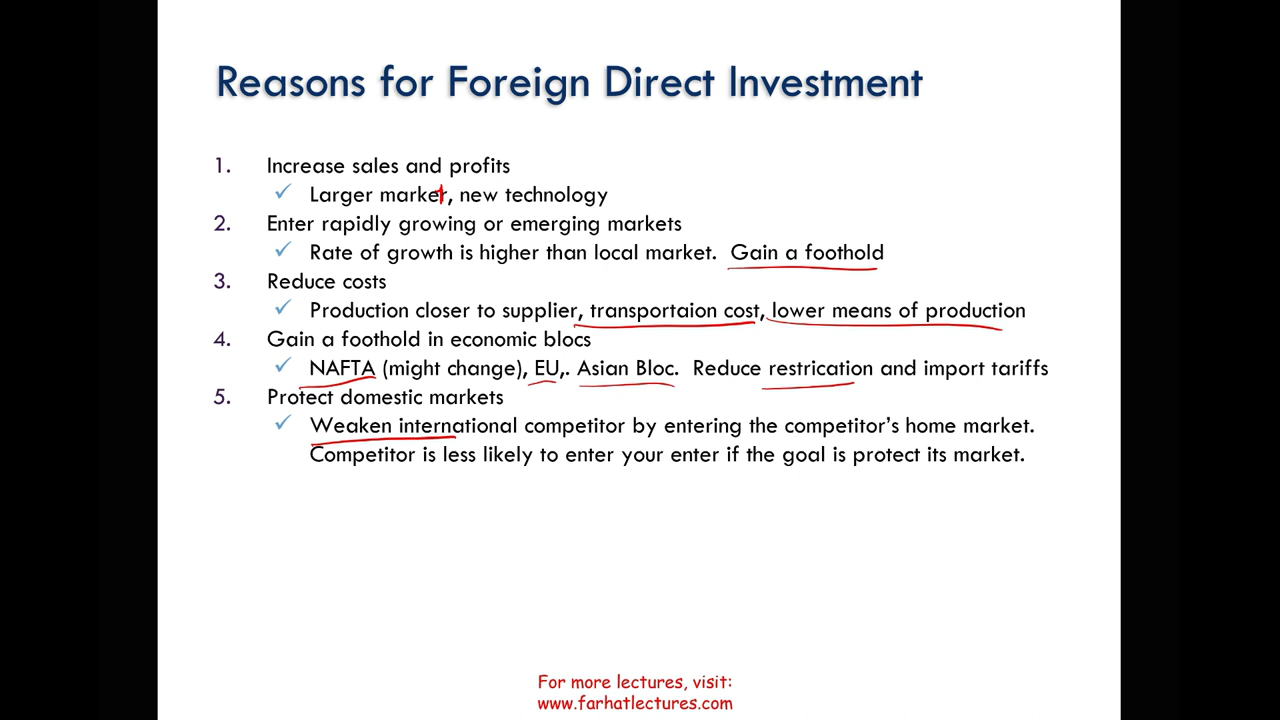 Reasons for Foreign Direct Investment
1. Increase sales and profits
✓ Larger market, new technology
2. Enter rapidly growing or emerging markets
✓ Rate of growth is higher than local market. Gain a foothold
3. Reduce costs
✓ Production closer to supplier, transportaion cost, lower means of production
4. Gain a foothold in economic blocs
✓ NAFTA (might change), EU,. Asian Bloc. Reduce restrication and import tariffs
5. Protect domestic markets
✓ Weaken international competitor by entering the competitor's home market.
Competitor is less likely to enter your enter if the goal is protect its market.
For more lectures, visit:
www.farhatlectures.com